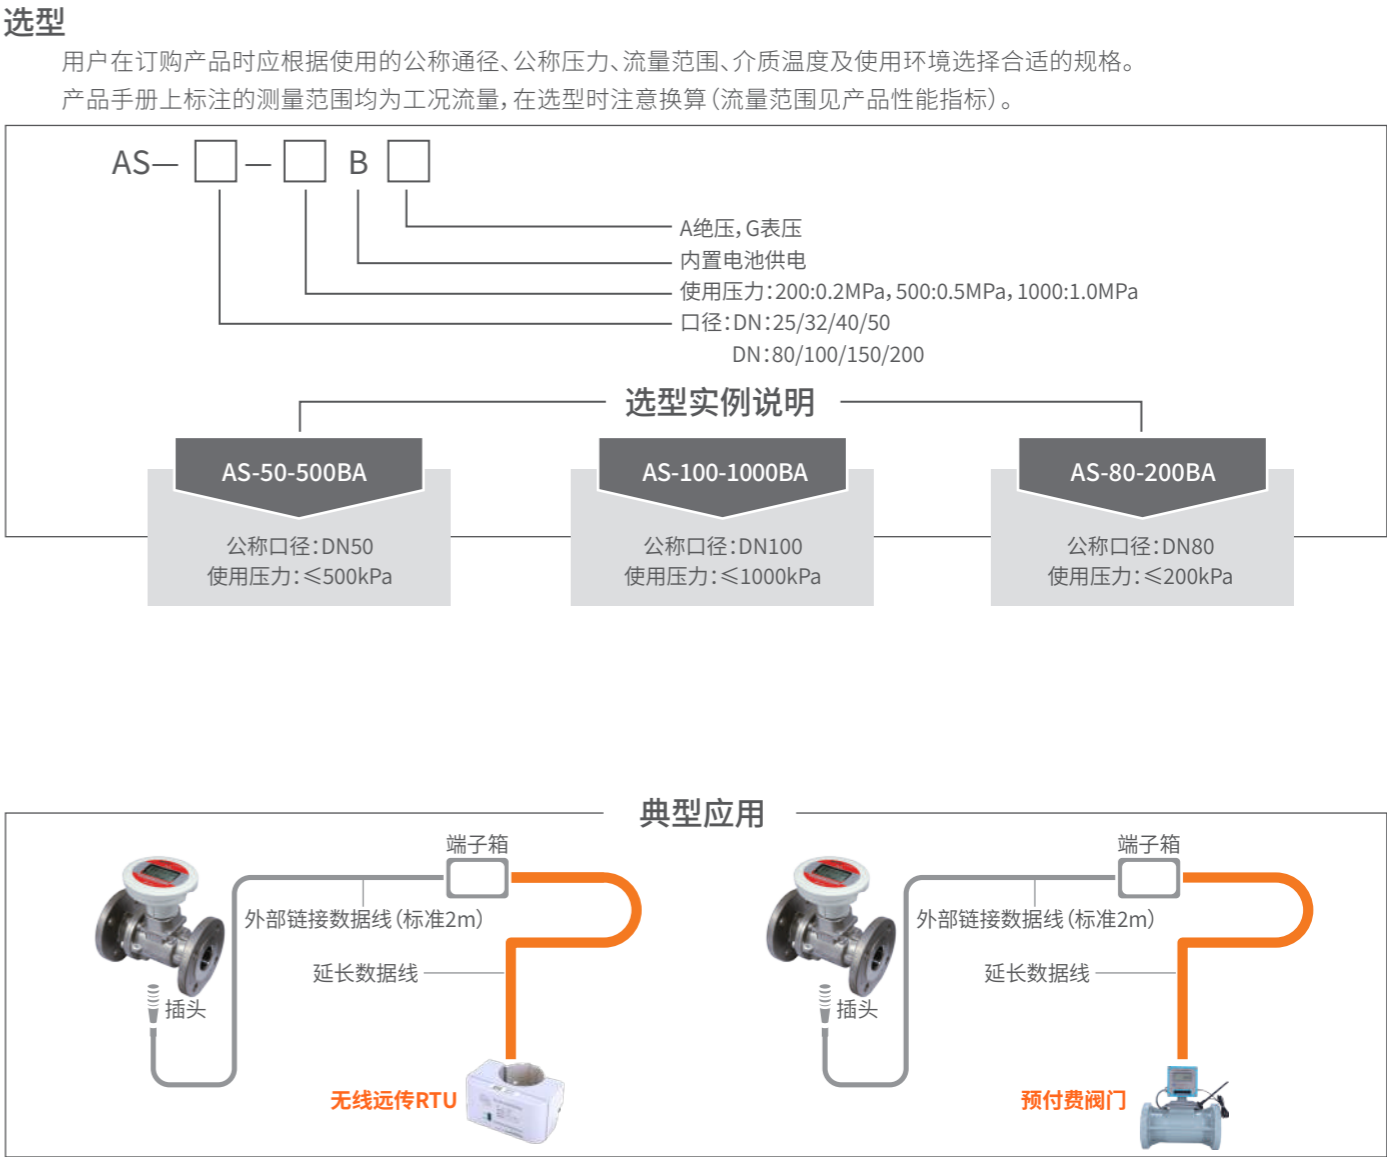 选型
用户在订购产品时应根据使用的公称通径、公称压力、流量范围、介质温度及使用环境选择合适的规格。
产品手册上标注的测量范围均为工况流量，在选型时注意换算（流量范围见产品性能指标）。
AS— □ — □ B □
A绝压，G表压
内置电池供电
使用压力：200:0.2MPa，500:0.5MPa，1000:1.0MPa
口径：DN：25/32/40/50
DN：80/100/150/200
选型实例说明
AS-50-500BA
公称口径：DN50
使用压力：≤500kPa
AS-100-1000BA
公称口径：DN100
使用压力：≤1000kPa
AS-80-200BA
公称口径：DN80
使用压力：≤200kPa
典型应用
端子箱
外部链接数据线（标准2m）
延长数据线
插头
无线远传RTU
端子箱
外部链接数据线（标准2m）
延长数据线
插头
预付费阀门